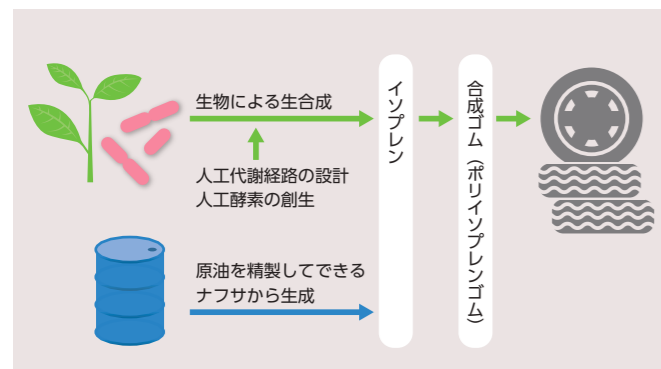 生物による生合成
人工代謝経路の設計
人工酵素の創生
原油を精製してできる
ナフサから生成
イソプレン
合成ゴム（ポリイソプレンゴム）